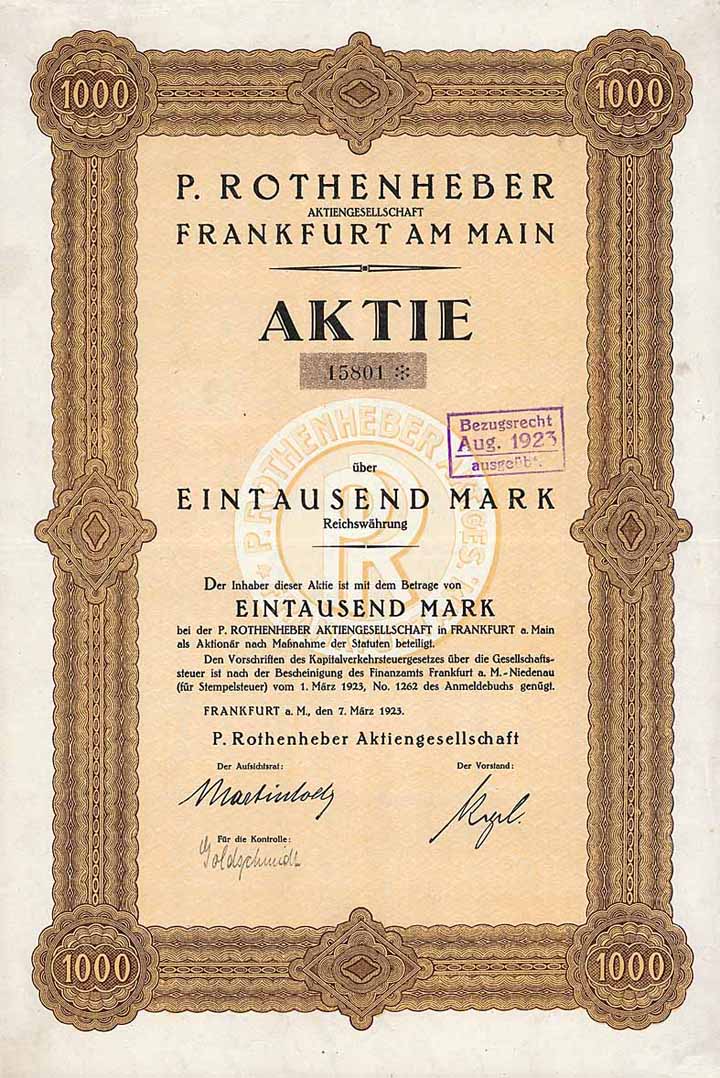 1000 1000
P. ROTHENHEBER
AKTIENGESELLSCHAFT
FRANKFURT AM MAIN
AKTIE
15801 *
Bezugsrecht
Aug. 1923
ausgeübt.
P. ROTHENHEBER
PR
über
EINTAUSEND MARK
Reichswährung
Der Inhaber dieser Aktie ist mit dem Betrage von
EINTAUSEND MARK
bei der P. ROTHENHEBER AKTIENGESELLSCHAFT in FRANKFURT a. Main
als Aktionär nach Maßnahme der Statuten beteiligt.
Den Vorschriften des Kapitalverkehrsteuergesetzes über die Gesellschafts-
steuer ist nach der Bescheinigung des Finanzamts Frankfurt a. M.-Niedenau
(für Stempelsteuer) vom 1. März 1923, No. 1262 des Anmeldebuchs genügt.
FRANKFURT a. M., den 7. März 1923.
P. Rothenheber Aktiengesellschaft
Der Aufsichtsrat: Der Vorstand:
Für die Kontrolle:
Goldschmidt
1000 1000